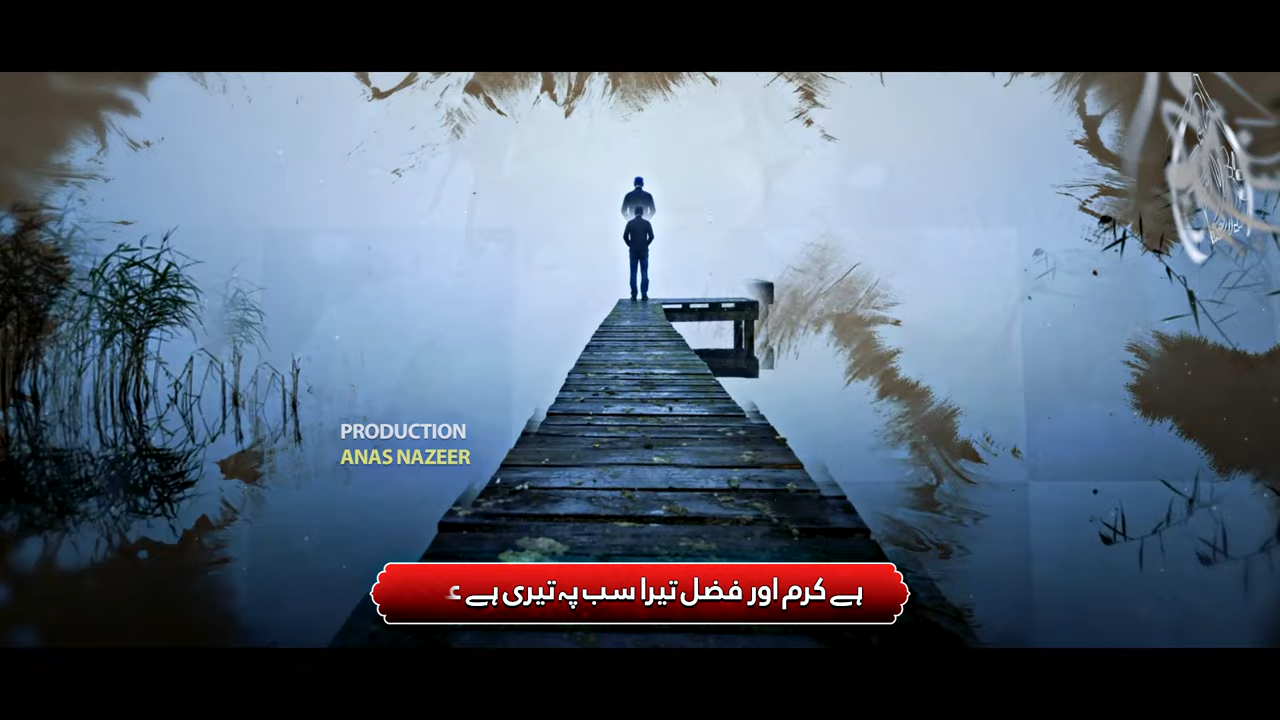 PRODUCTION
ANAS NAZEER
ہے کرم اور فضل تیرا سب پہ تیری ہے